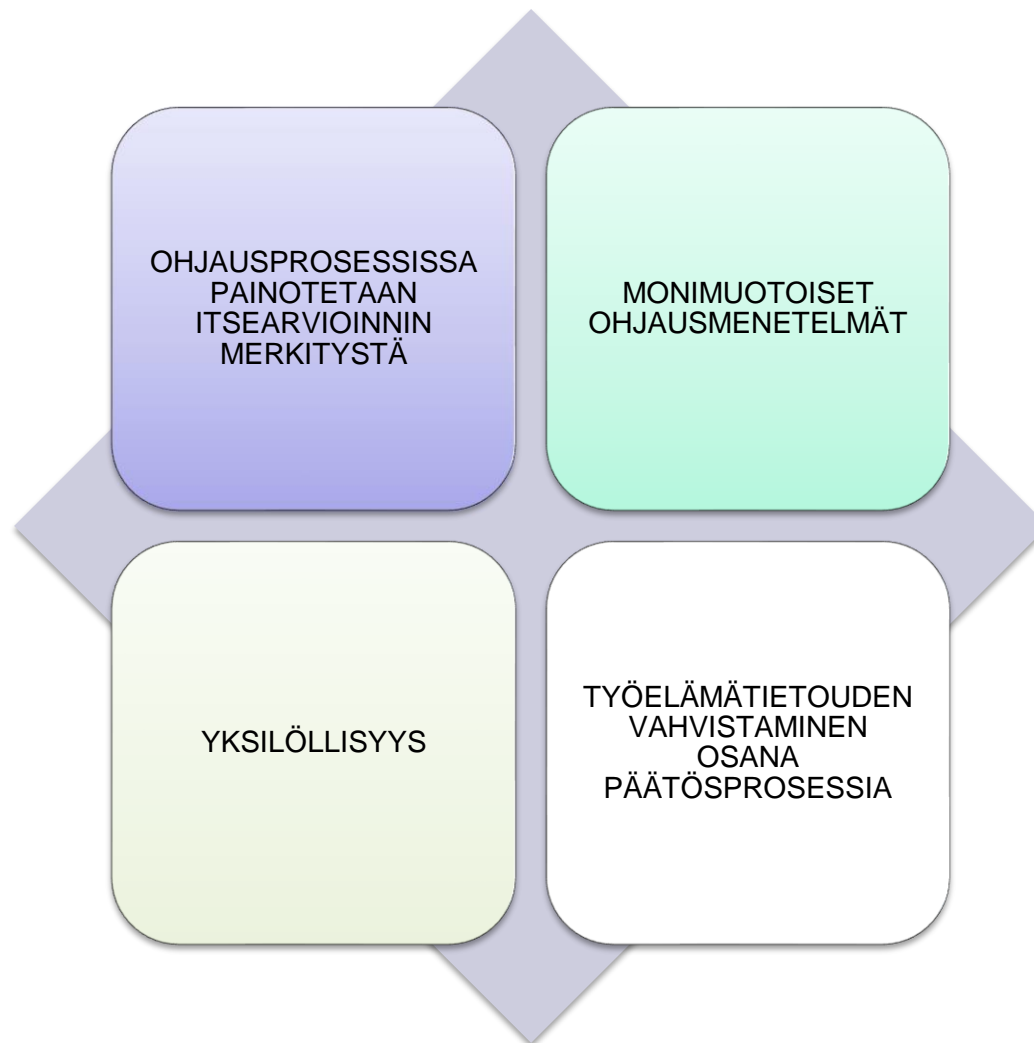 OHJAUSPROSESSISSA
PAINOTETAAN
ITSEARVIOINNIN
MERKITYSTÄ
MONIMUOTOISET
OHJAUSMENETELMÄT
YKSILÖLLISYYS
TYÖELÄMÄTIETOUDEN
VAHVISTAMINEN
OSANA
PÄÄTÖSPROSESSIA